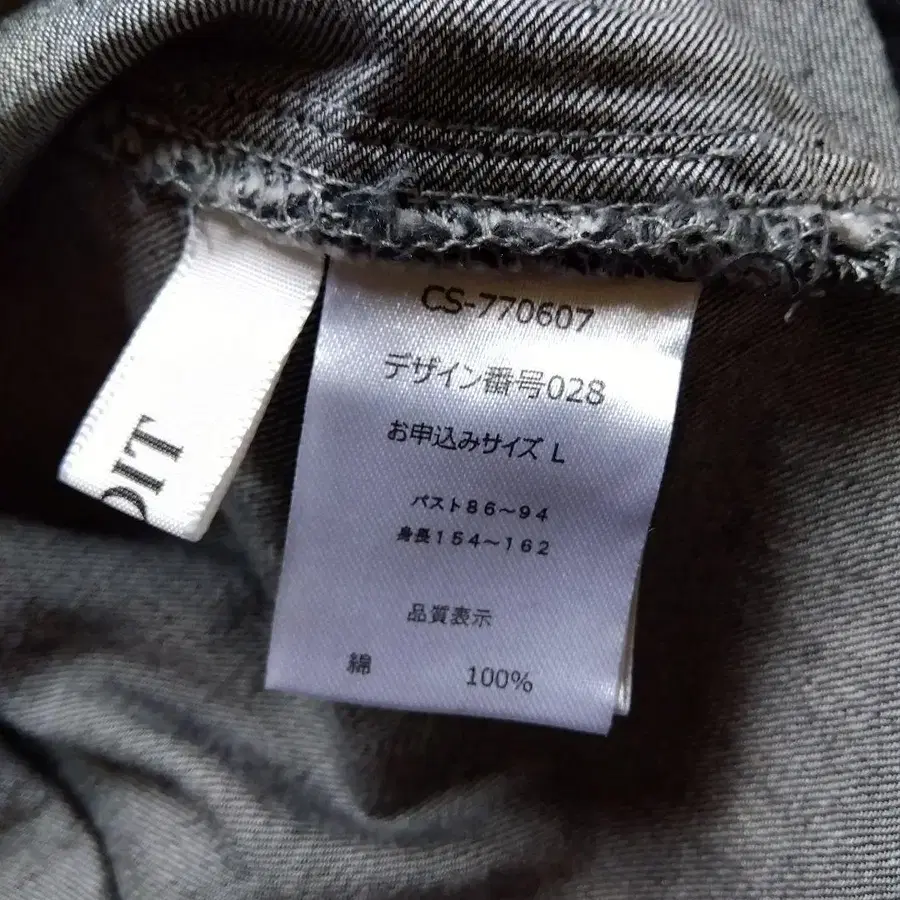 CS-770607
デザイン番号028
お申込みサイズ L
バスト86〜94
身長154〜162
品質表示
綿 100%
DIT